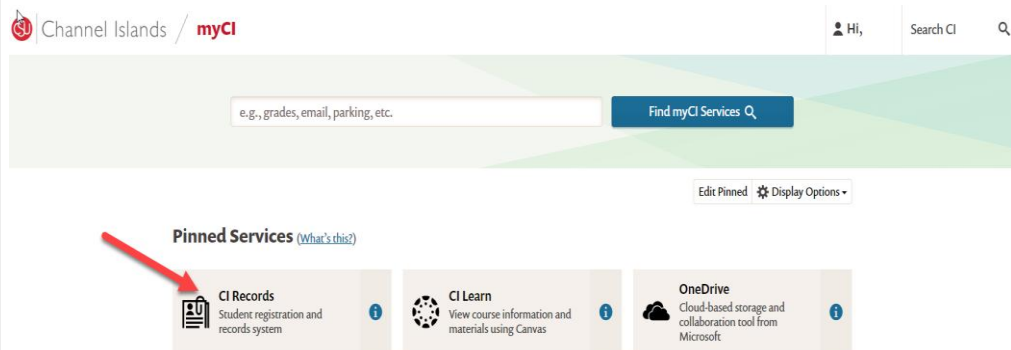 CSU Channel Islands / myCI
Hi,
Search CI
e.g., grades, email, parking, etc.
Find myCI Services
Edit Pinned
Display Options
Pinned Services (What's this?)
CI Records
Student registration and
records system
CI Learn
View course information and
materials using Canvas
OneDrive
Cloud-based storage and
collaboration tool from
Microsoft